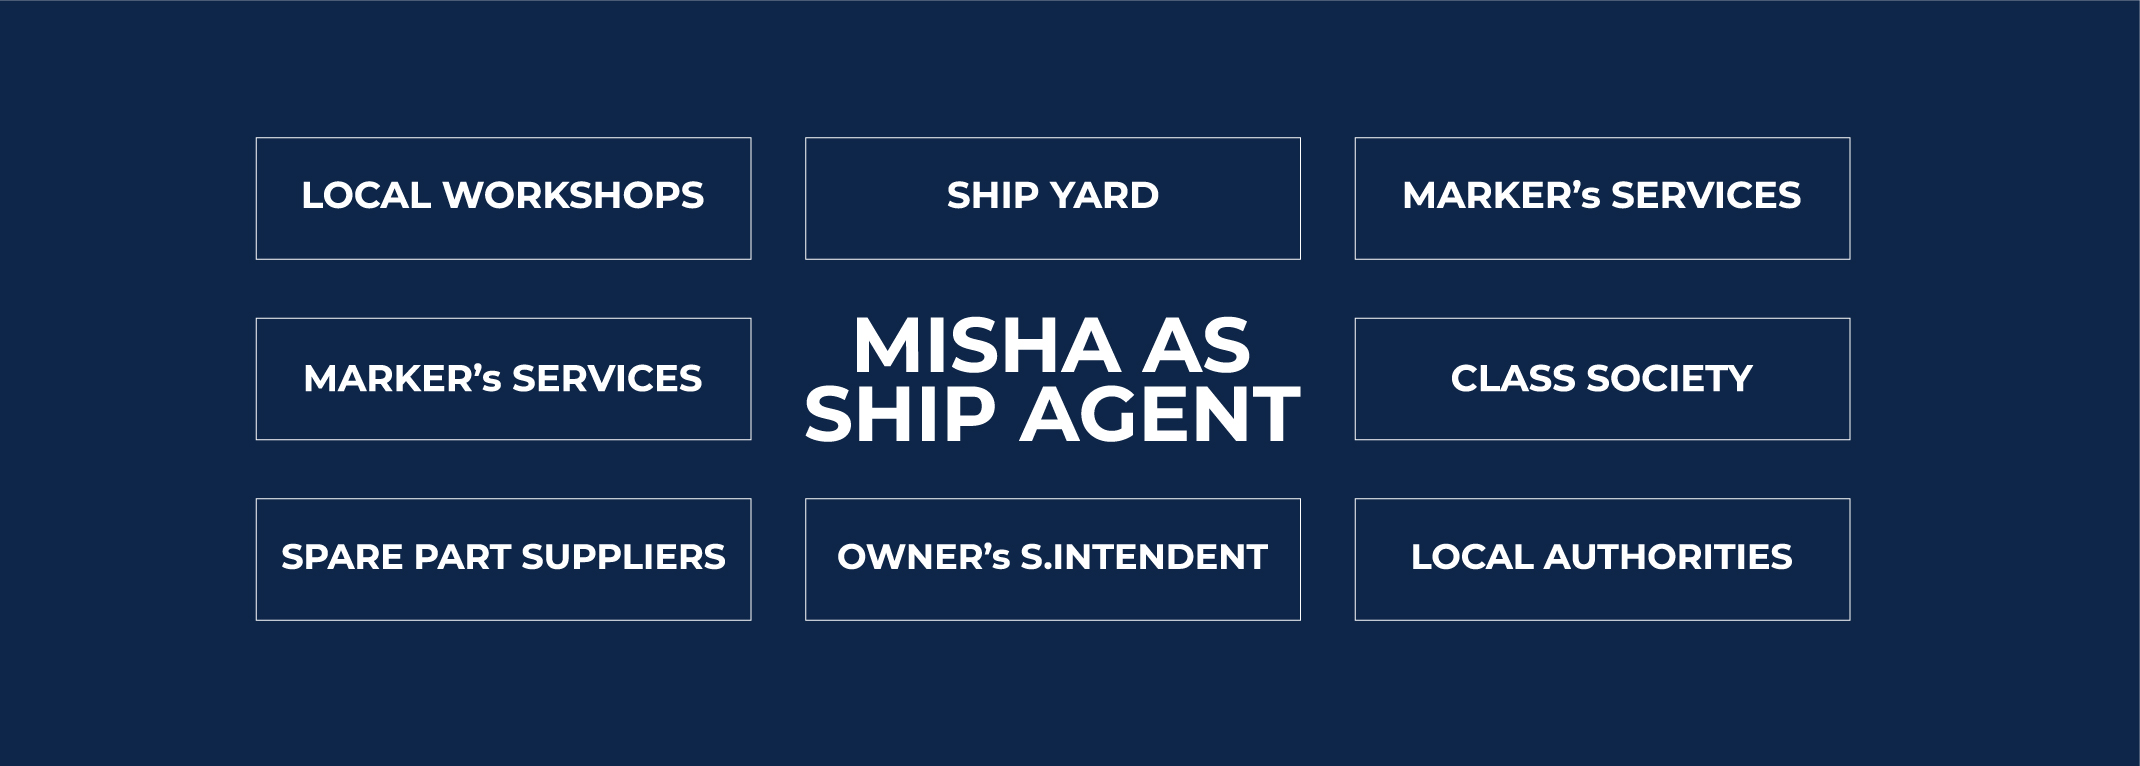 LOCAL WORKSHOPS
SHIP YARD
MARKER’s SERVICES
MARKER’s SERVICES
MISHA AS
SHIP AGENT
CLASS SOCIETY
SPARE PART SUPPLIERS
OWNER’s S.INTENDENT
LOCAL AUTHORITIES